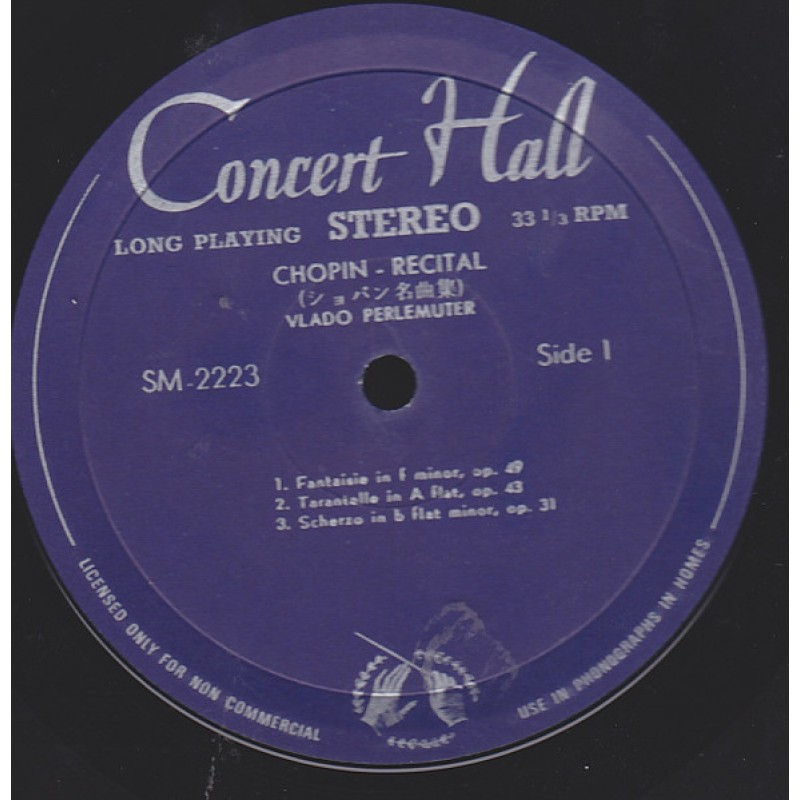 Concert Hall
LONG PLAYING STEREO 33 1/3 RPM
CHOPIN - RECITAL
(ショパン名曲集)
VLADO PERLEMUTER
SM-2223
Side 1
1. Fantaisie in f minor, op. 49
2. Tarantelle in A flat, op. 43
3. Scherzo in b flat minor, op. 31
LICENSED ONLY FOR NON COMMERCIAL
USE IN PHONOGRAPHS IN HOMES